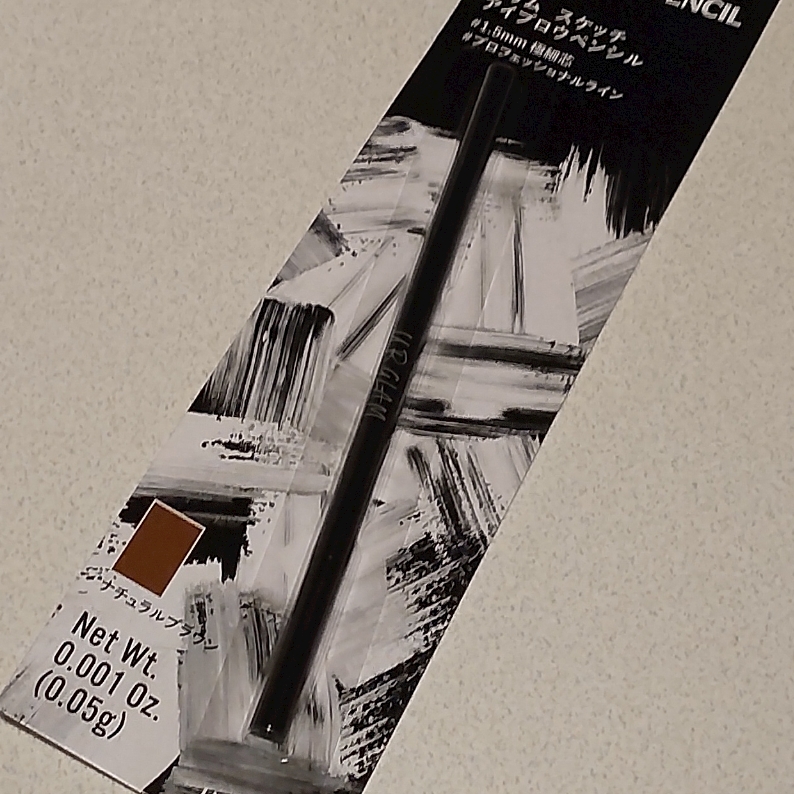 ENCIL
ラム スケッチ
アイブロウペンシル
#1.5mm 極細芯
#プロフェッショナルライン
URGLAM
ナチュラルブラウン
Net Wt.
0.001 Oz.
(0.05g)